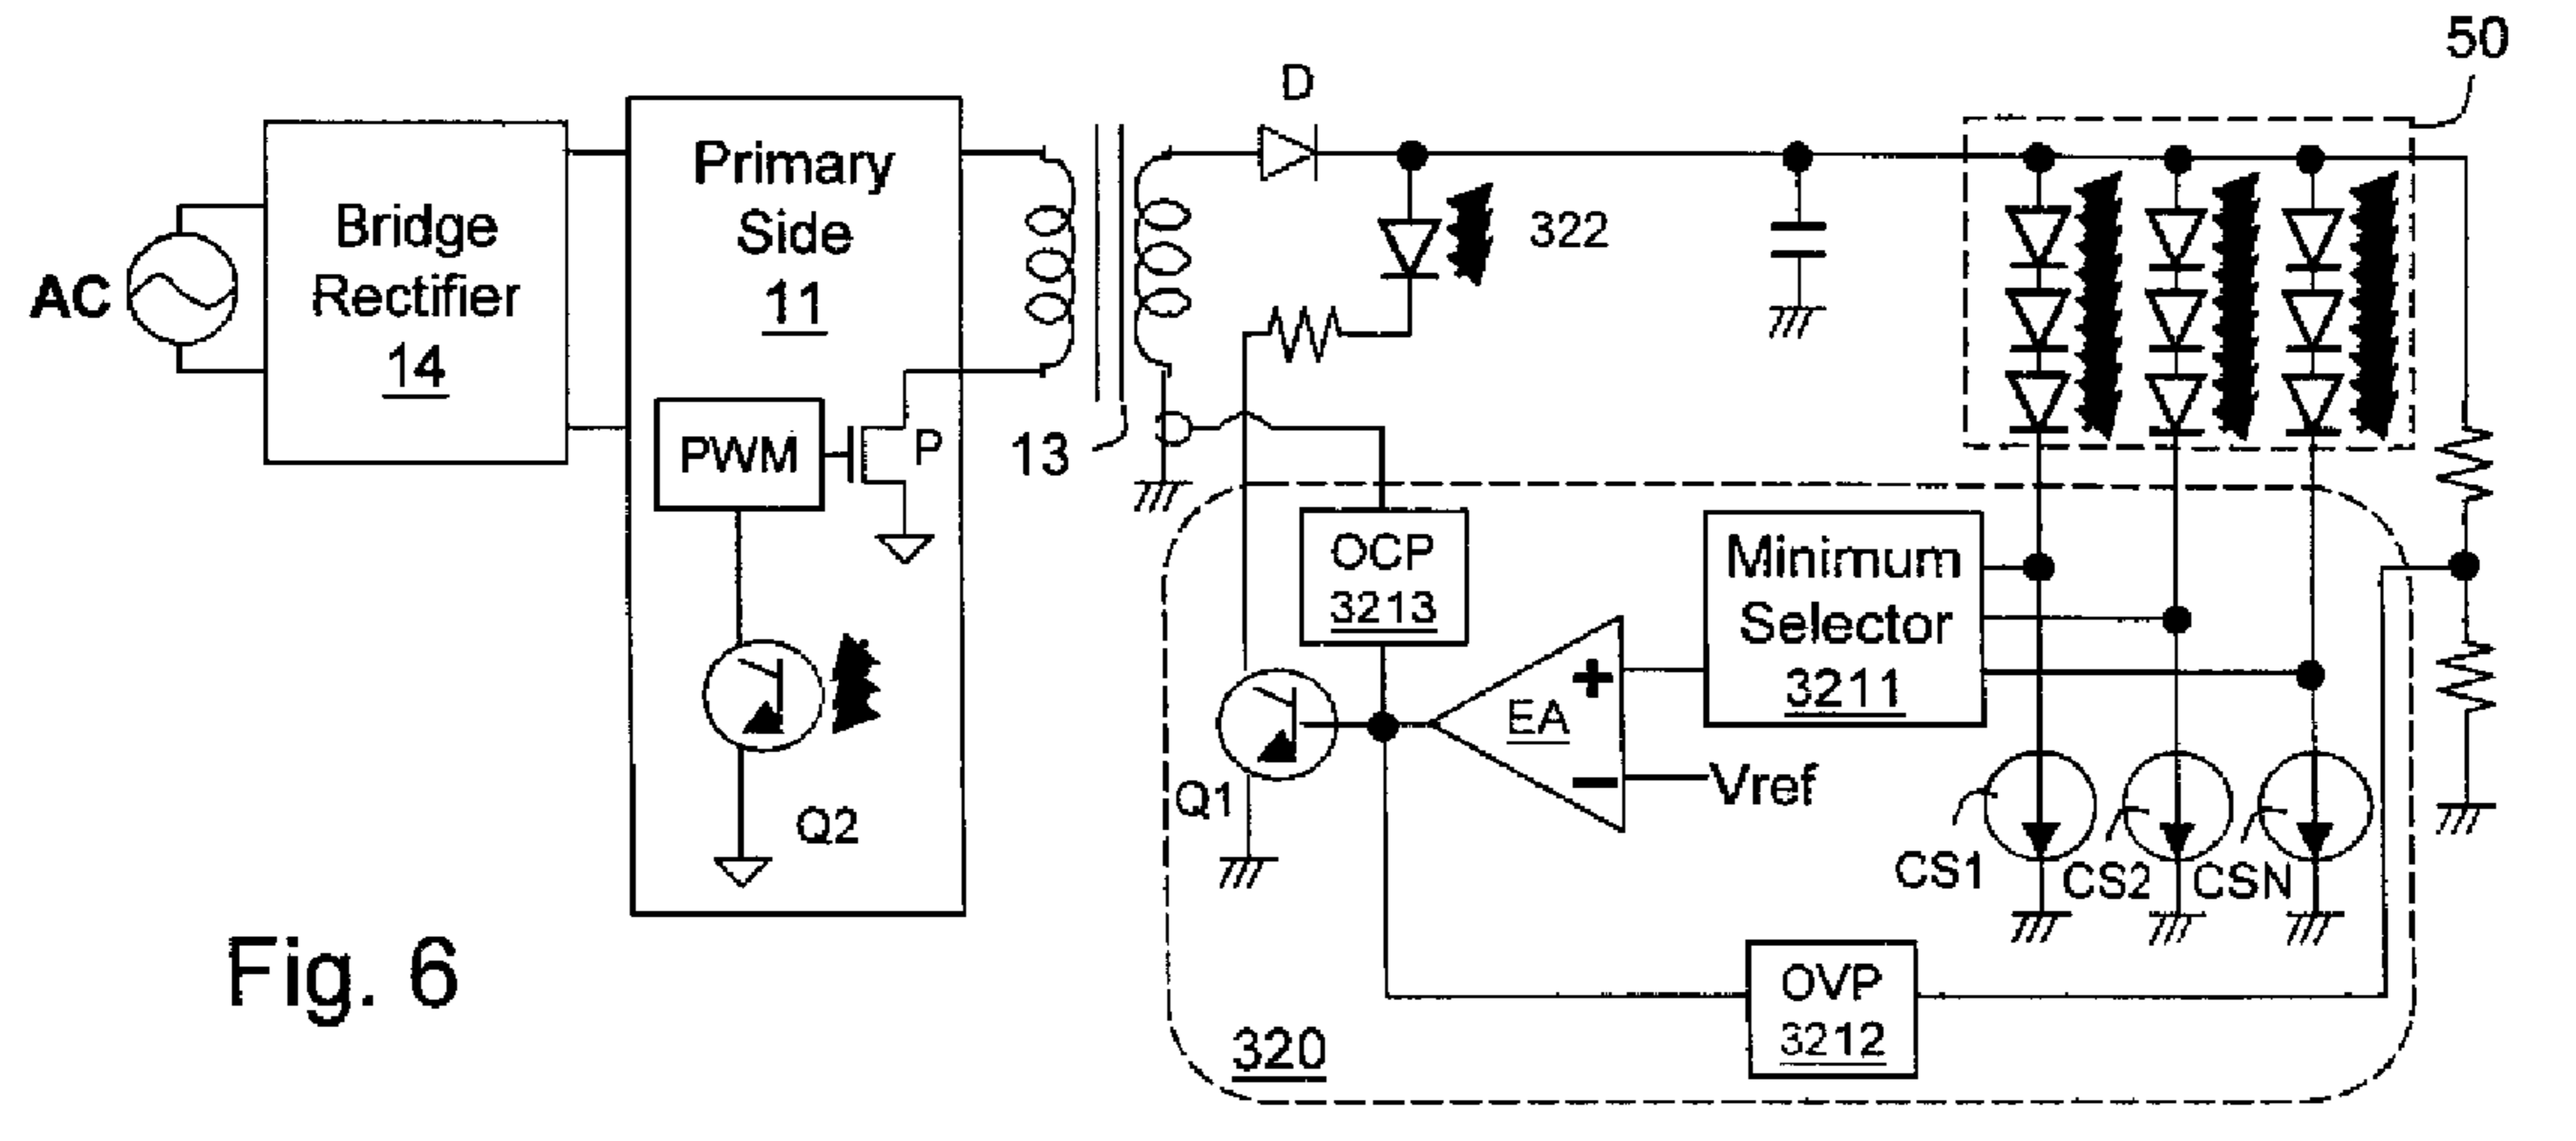 50
D
Primary
Side
11
Bridge
Rectifier
14
AC
322
PWM
P
13
OCP
3213
Minimum
Selector
3211
EA
+
−
Vref
Q1
Q2
CS1
CS2
CSN
OVP
3212
320
Fig. 6